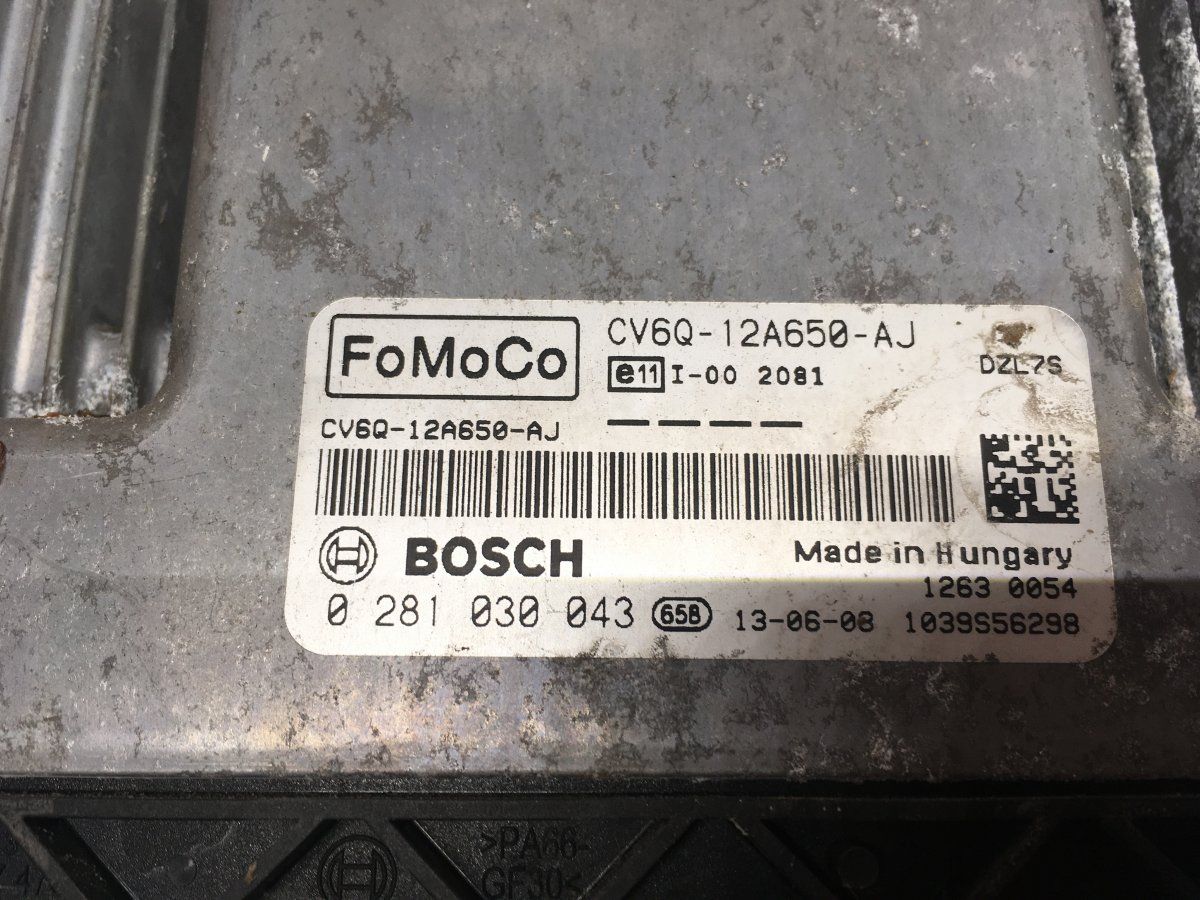 FoMoCo
CV6Q-12A650-AJ
e11 I-00 2081
DZL7S
CV6Q-12A650-AJ
BOSCH
Made in Hungary
1263 0054
0 281 030 043 658 13-06-08 1039S56298
>PA66-
GF30<